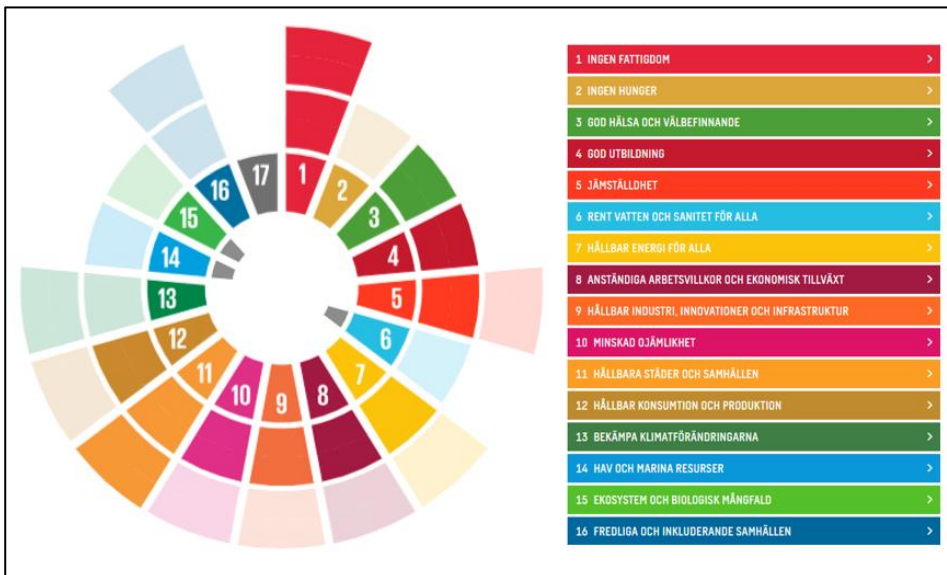 1
2
3
4
5
6
7
8
9
10
11
12
13
14
15
16
17
1 INGEN FATTIGDOM
2 INGEN HUNGER
3 GOD HÄLSA OCH VÄLBEFINNANDE
4 GOD UTBILDNING
5 JÄMSTÄLLDHET
6 RENT VATTEN OCH SANITET FÖR ALLA
7 HÅLLBAR ENERGI FÖR ALLA
8 ANSTÄNDIGA ARBETSVILLKOR OCH EKONOMISK TILLVÄXT
9 HÅLLBAR INDUSTRI, INNOVATIONER OCH INFRASTRUKTUR
10 MINSKAD OJÄMLIKHET
11 HÅLLBARA STÄDER OCH SAMHÄLLEN
12 HÅLLBAR KONSUMTION OCH PRODUKTION
13 BEKÄMPA KLIMATFÖRÄNDRINGARNA
14 HAV OCH MARINA RESURSER
15 EKOSYSTEM OCH BIOLOGISK MÅNGFALD
16 FREDLIGA OCH INKLUDERANDE SAMHÄLLEN